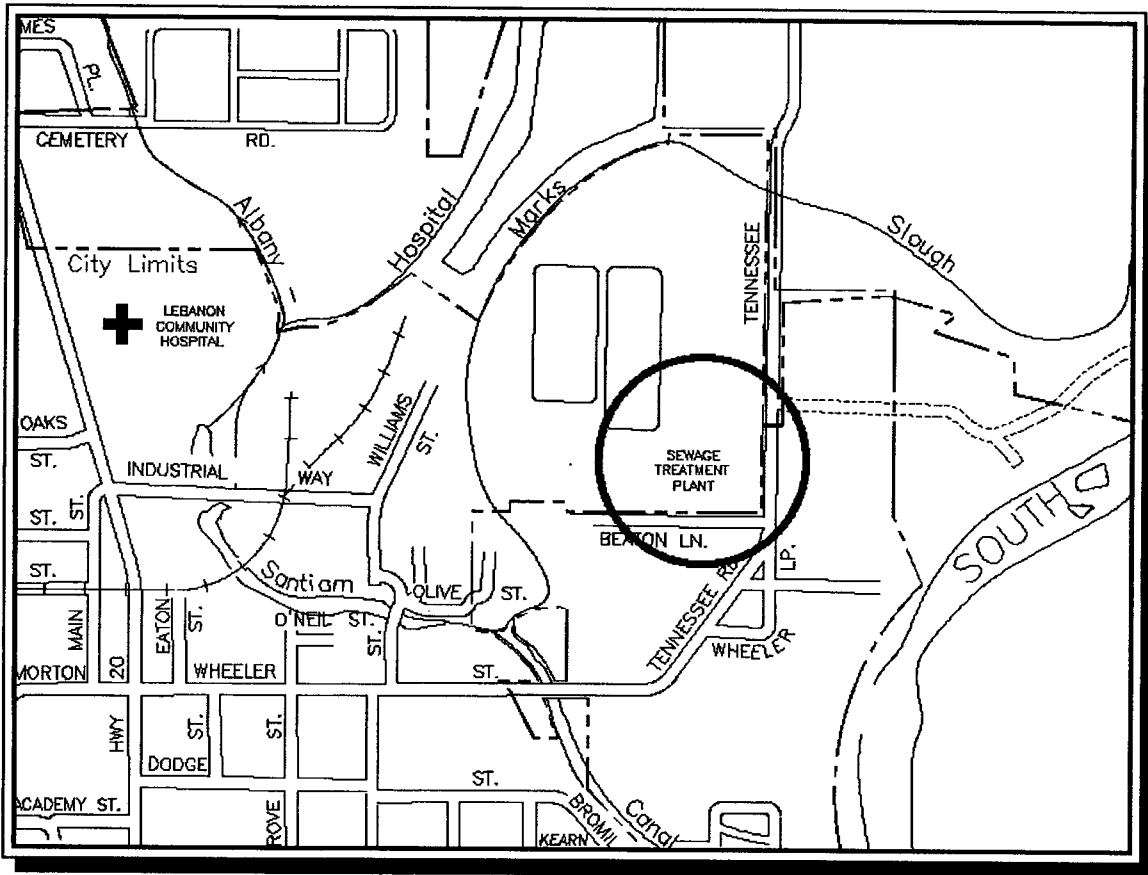 MES
PL.
CEMETERY RD.
Albany
Hospital
Marks
Slough
TENNESSEE
City Limits
LEBANON
COMMUNITY
HOSPITAL
OAKS
ST.
INDUSTRIAL WAY
WILLIAMS
ST.
SEWAGE
TREATMENT
PLANT
ST.
ST.
ST.
BEATON LN.
SOUTH
LP.
Santiam
OLIVE ST.
O'NEIL ST.
ST.
MAIN
20
EATON
ST.
TENNESSEE RD.
WHEELER
MORTON
WHEELER ST.
HWY
ST.
ST.
DODGE
ST.
ACADEMY ST.
ROVE
BROMIL
Canal
KEARN